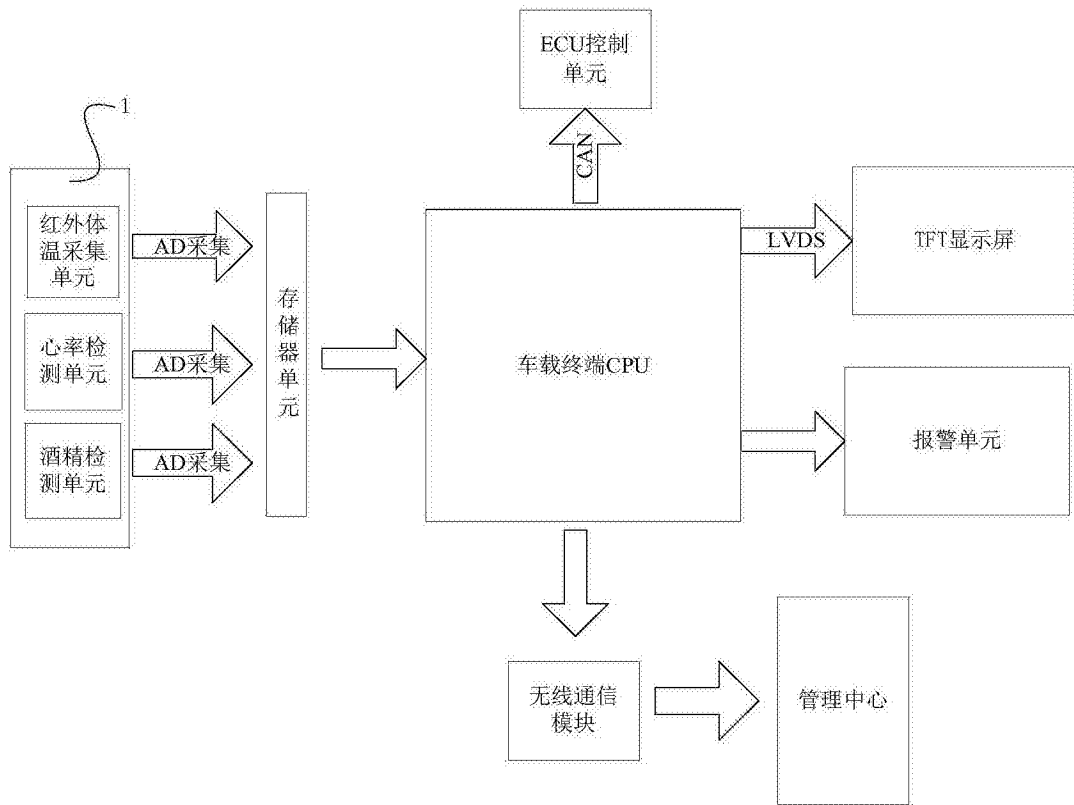 ECU控制
单元
1
CAN
红外体
温采集
单元
AD采集
LVDS
TFT显示屏
存
储
器
单
元
心率检
测单元
AD采集
车载终端CPU
酒精检
测单元
AD采集
报警单元
无线通信
模块
管理中心